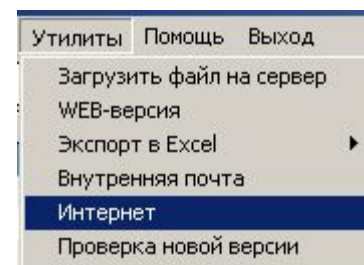 Утилиты Помощь Выход
Загрузить файл на сервер
WEB-версия
Экспорт в Excel
Внутренняя почта
Интернет
Проверка новой версии